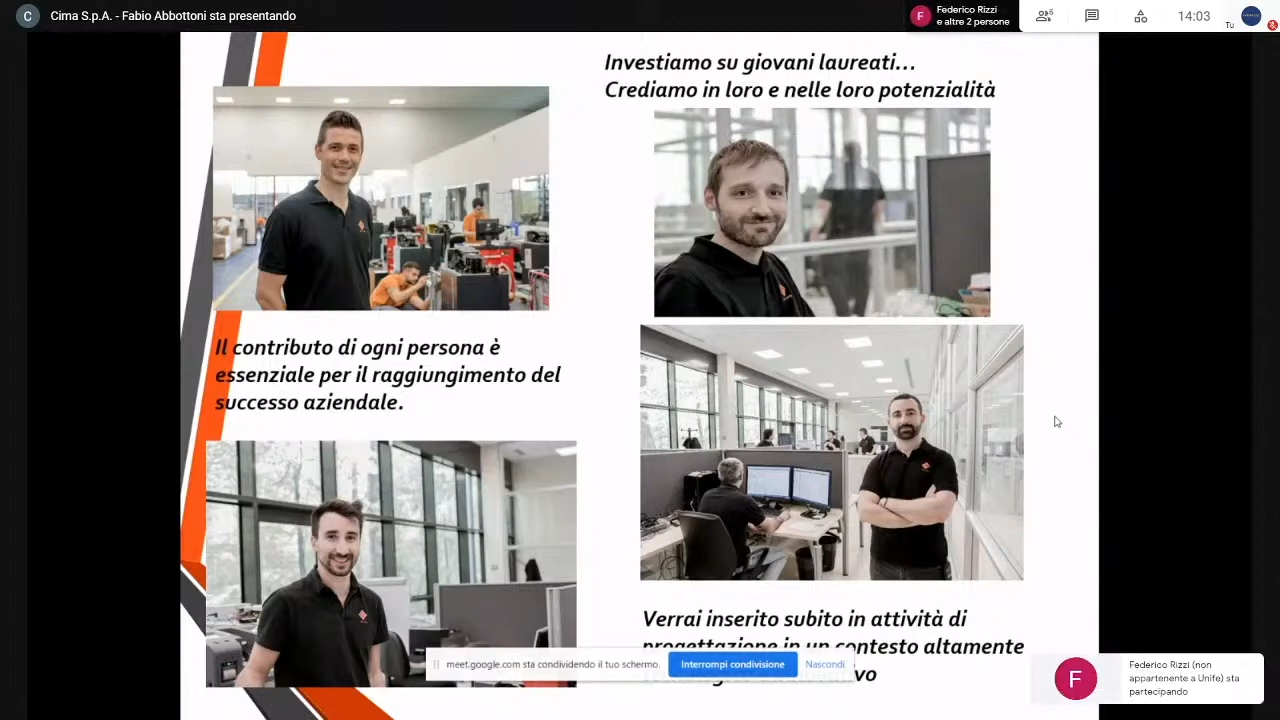 C Cima S.p.A. - Fabio Abbottoni sta presentando
F Federico Rizzi
e altre 2 persone
6
14:03
Tu
Investiamo su giovani laureati...
Crediamo in loro e nelle loro potenzialità
Il contributo di ogni persona è
essenziale per il raggiungimento del
successo aziendale.
Verrai inserito subito in attività di
progettazione in un contesto altamente
meet.google.com sta condividendo il tuo schermo. Interrompi condivisione Nascondi
F Federico Rizzi (non
appartenente a Unife) sta
partecipando